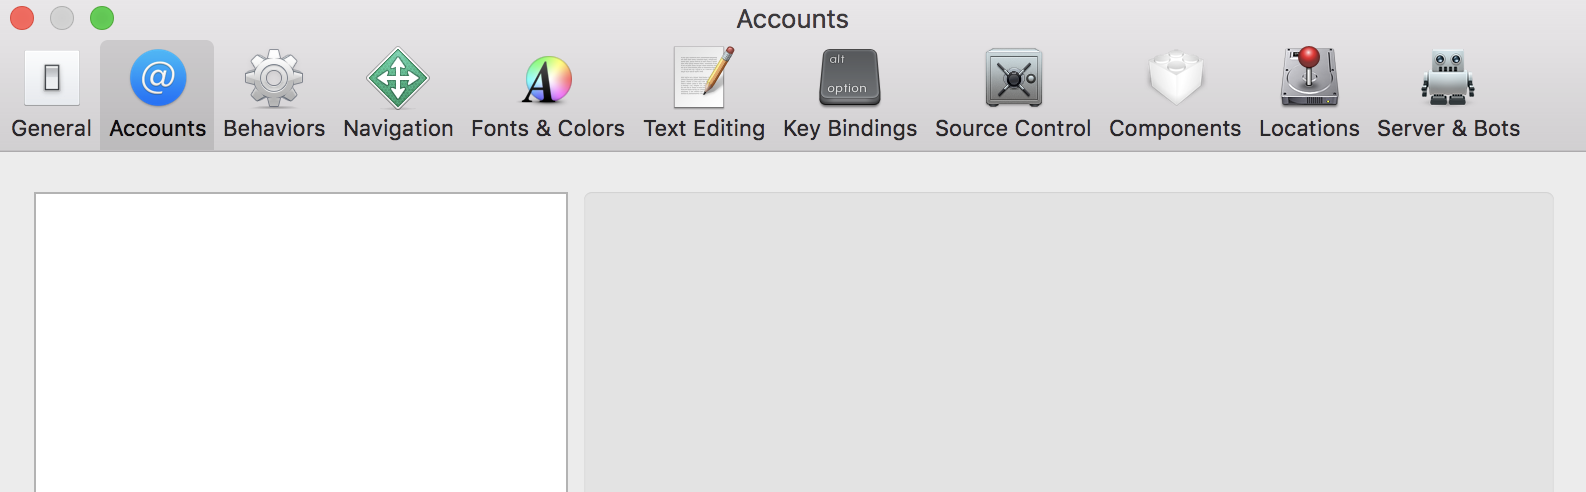 Accounts
General Accounts Behaviors Navigation Fonts & Colors Text Editing Key Bindings Source Control Components Locations Server & Bots
alt
option